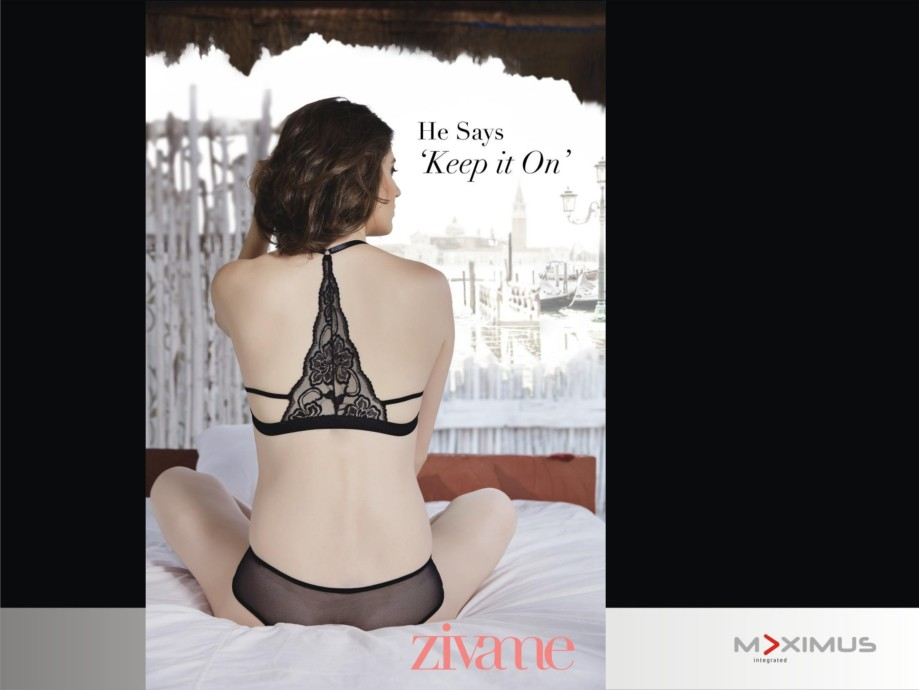 He Says
‘Keep it On’
zivame
MAXIMUS
integrated